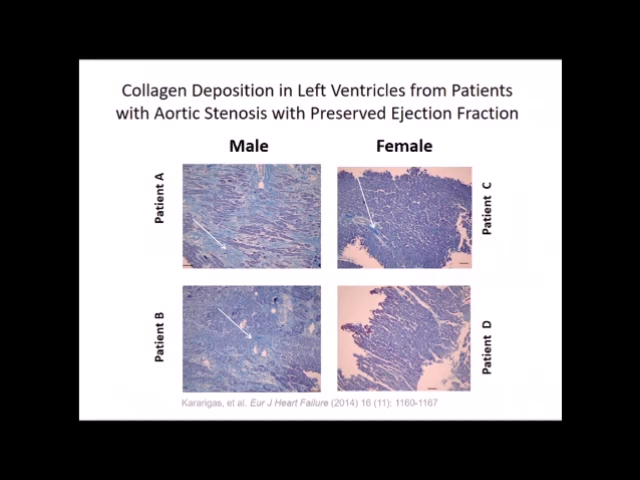 Collagen Deposition in Left Ventricles from Patients
with Aortic Stenosis with Preserved Ejection Fraction
Male
Female
Patient A
Patient C
Patient B
Patient D
Kararigas, et al. Eur J Heart Failure (2014) 16 (11): 1160-1167